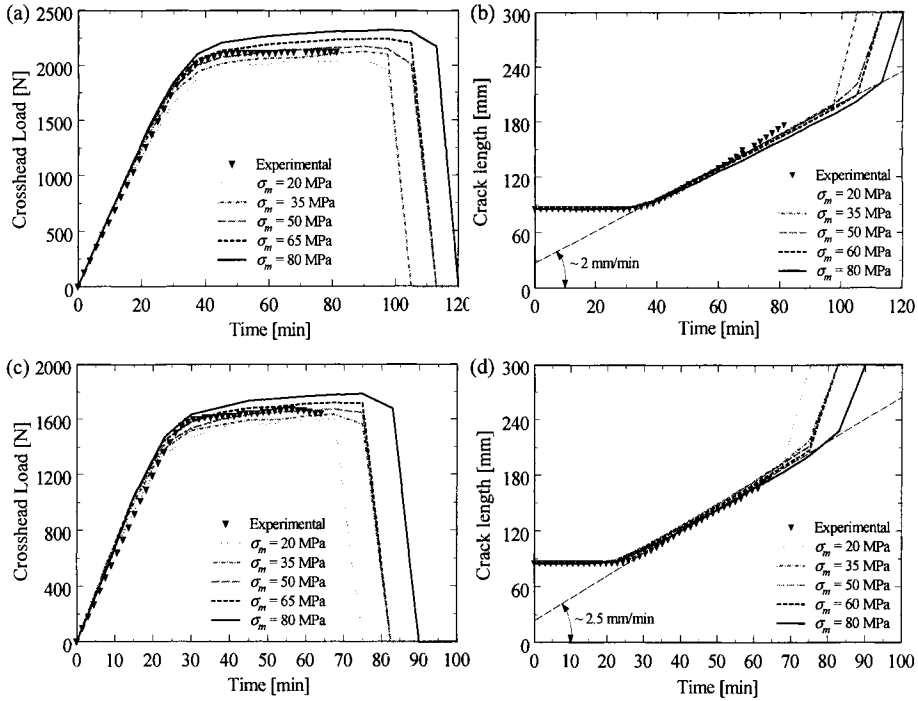 (a)
2500
2000
1500
1000
500
0
Crosshead Load [N]
Experimental
σm = 20 MPa
σm = 35 MPa
σm = 50 MPa
σm = 65 MPa
σm = 80 MPa
0 20 40 60 80 100 120
Time [min]
(b)
300
240
180
120
60
0
Crack length [mm]
Experimental
σm = 20 MPa
σm = 35 MPa
σm = 50 MPa
σm = 60 MPa
σm = 80 MPa
~2 mm/min
0 20 40 60 80 100 120
Time [min]
(c)
2000
1600
1200
800
400
0
Crosshead Load [N]
Experimental
σm = 20 MPa
σm = 35 MPa
σm = 50 MPa
σm = 65 MPa
σm = 80 MPa
0 10 20 30 40 50 60 70 80 90 100
Time [min]
(d)
300
240
180
120
60
0
Crack length [mm]
Experimental
σm = 20 MPa
σm = 35 MPa
σm = 50 MPa
σm = 60 MPa
σm = 80 MPa
~2.5 mm/min
0 10 20 30 40 50 60 70 80 90 100
Time [min]